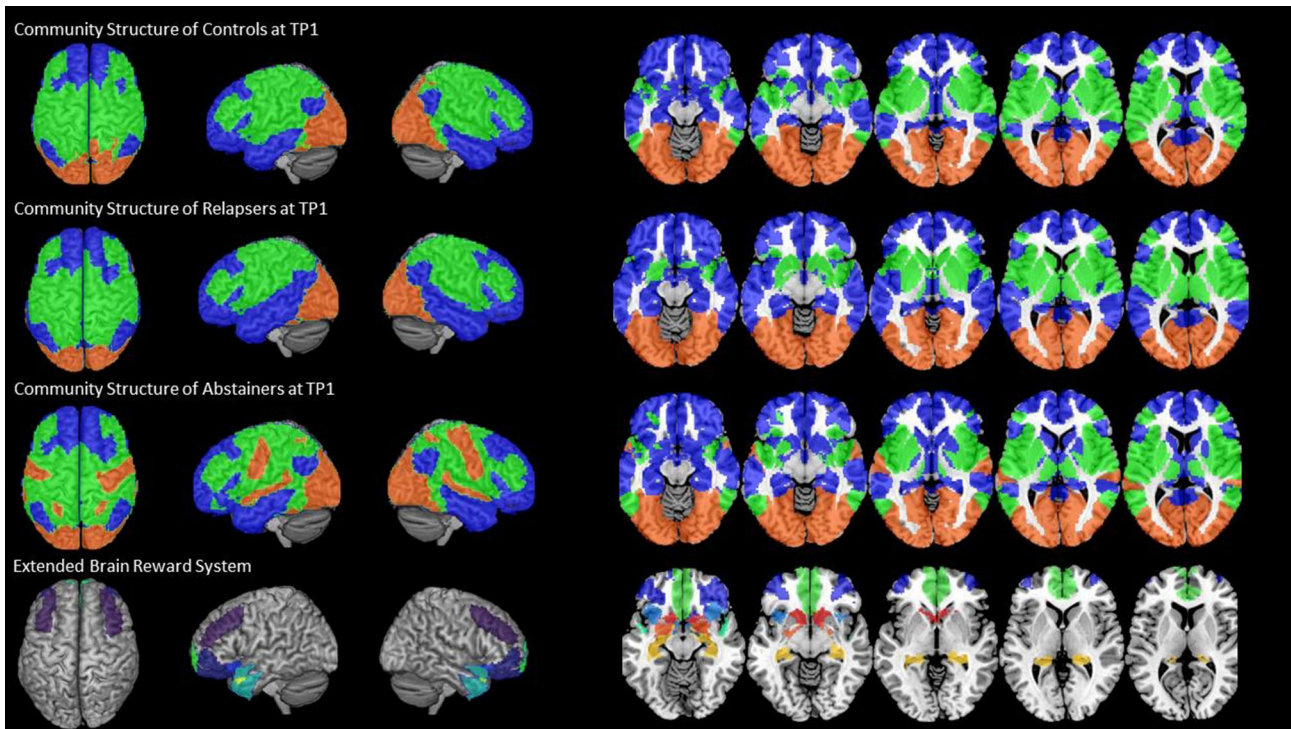 Community Structure of Controls at TP1
Community Structure of Relapsers at TP1
Community Structure of Abstainers at TP1
Extended Brain Reward System